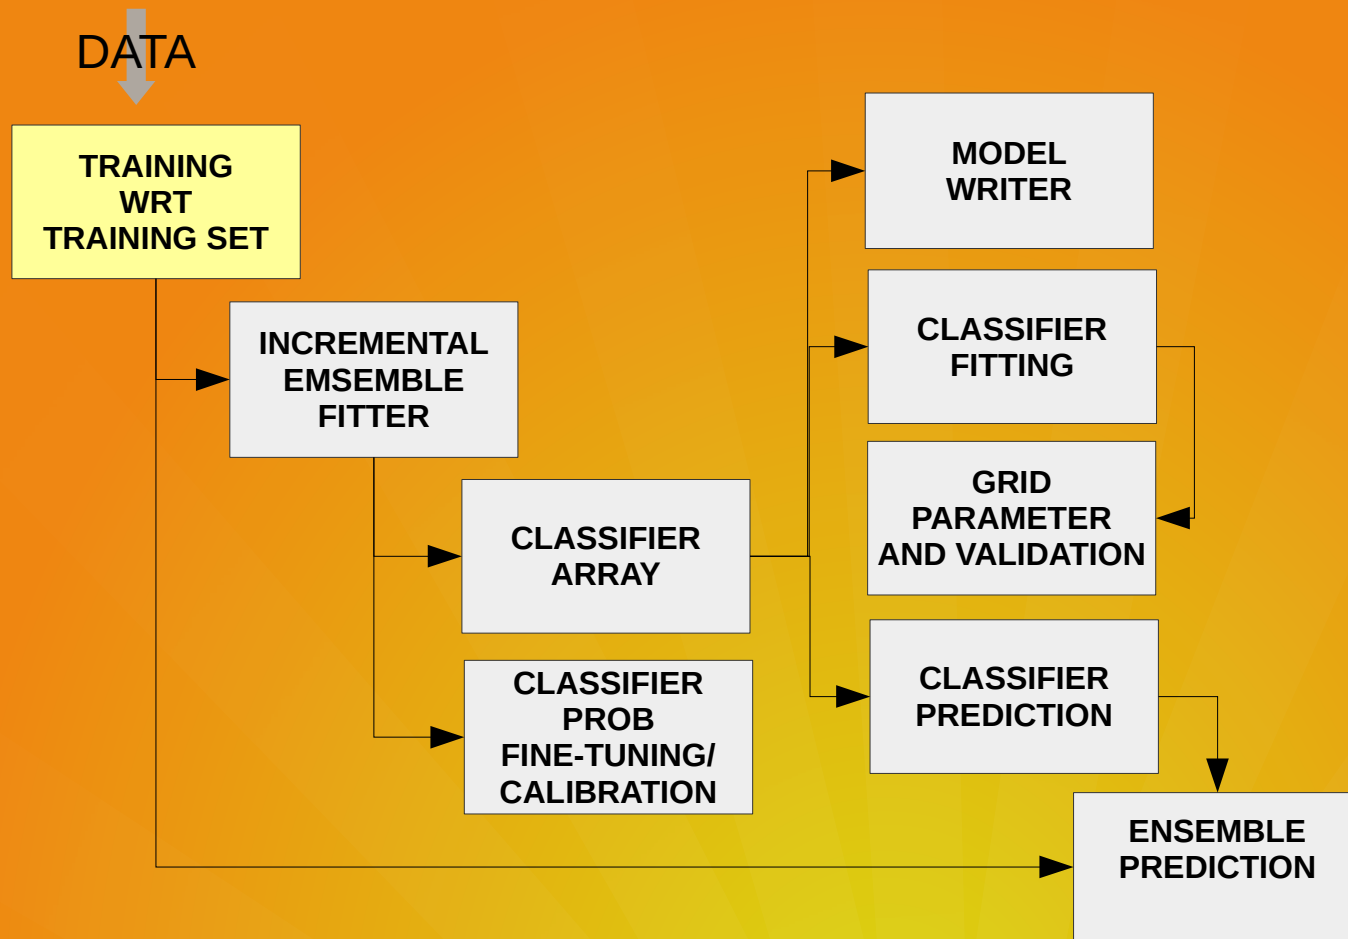 DATA
TRAINING
WRT
TRAINING SET
INCREMENTAL
EMSEMBLE
FITTER
CLASSIFIER
ARRAY
CLASSIFIER
PROB
FINE-TUNING/
CALIBRATION
MODEL
WRITER
CLASSIFIER
FITTING
GRID
PARAMETER
AND VALIDATION
CLASSIFIER
PREDICTION
ENSEMBLE
PREDICTION